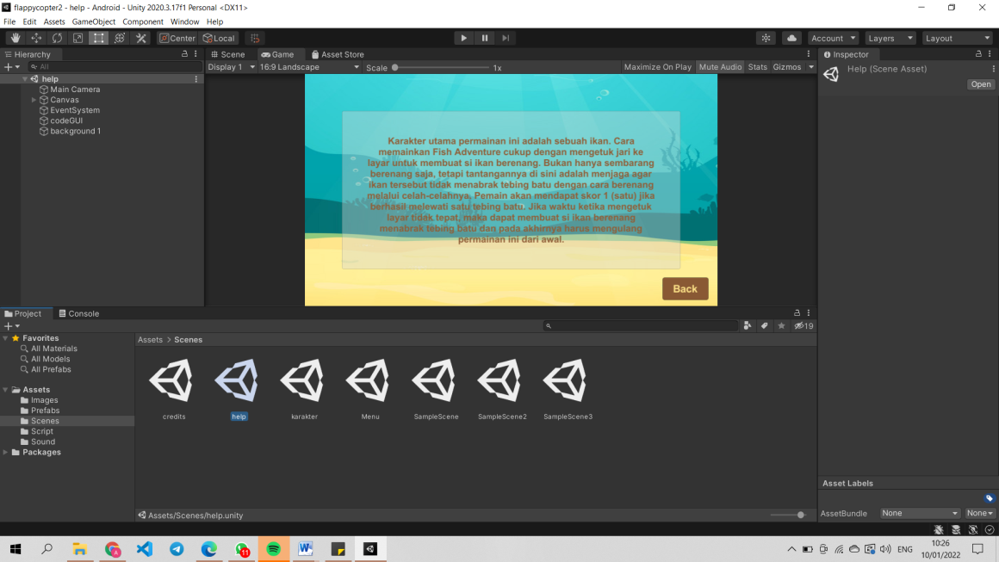 flappycopter2 - help - Android - Unity 2020.3.17f1 Personal <DX11>
File Edit Assets GameObject Component Window Help
Center Local Account Layers Layout
Hierarchy
All
help
Main Camera
Canvas
EventSystem
codeGUI
background 1
Scene Game Asset Store
Display 1 16:9 Landscape Scale 1x Maximize On Play Mute Audio Stats Gizmos
Karakter utama permainan ini adalah sebuah ikan. Cara
memainkan Fish Adventure cukup dengan mengetuk jari ke
layar untuk membuat si ikan berenang. Bukan hanya sembarang
berenang saja, tetapi tantangannya di sini adalah menjaga agar
ikan tersebut tidak menabrak tebing batu dengan cara berenang
melalui celah-celahnya. Pemain akan mendapat skor 1 (satu) jika
berhasil melewati satu tebing batu. Jika waktu ketika mengetuk
layar tidak tepat, maka dapat membuat si ikan berenang
menabrak tebing batu dan pada akhirnya harus mengulang
permainan ini dari awal.
Back
Inspector
Help (Scene Asset)
Open
Project Console
19
Favorites
All Materials
All Models
All Prefabs
Assets
Images
Prefabs
Scenes
Script
Sound
Packages
Assets > Scenes
credits help karakter Menu SampleScene SampleScene2 SampleScene3
Assets/Scenes/help.unity
Asset Labels
AssetBundle None None
11
ENG
10:26
10/01/2022